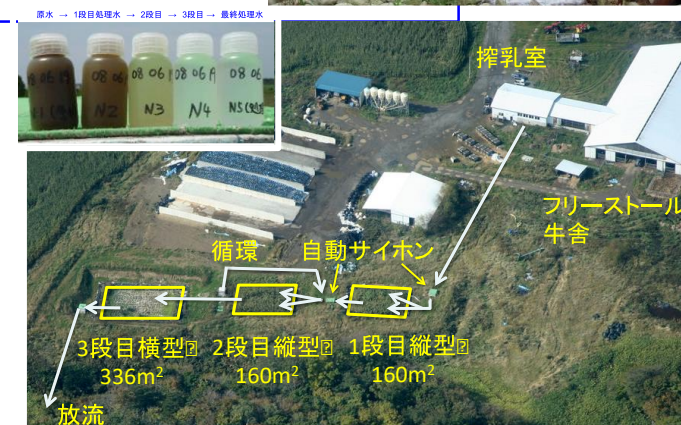 原水 → 1段目処理水 → 2段目 → 3段目 → 最終処理水
08 06
N2
08 06
N3
08 06
N4
08 06
N5
搾乳室
フリーストール
牛舎
循環
自動サイホン
3段目横型
336m²
2段目縦型
160m²
1段目縦型
160m²
放流